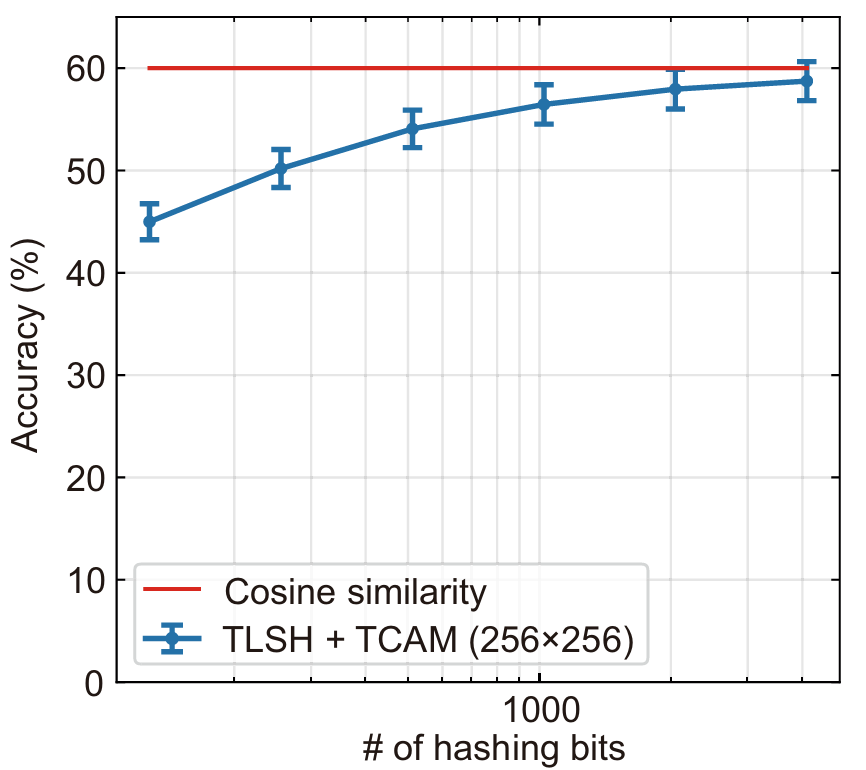 60
50
40
30
20
10
0
Accuracy (%)
Cosine similarity
TLSH + TCAM (256×256)
1000
# of hashing bits